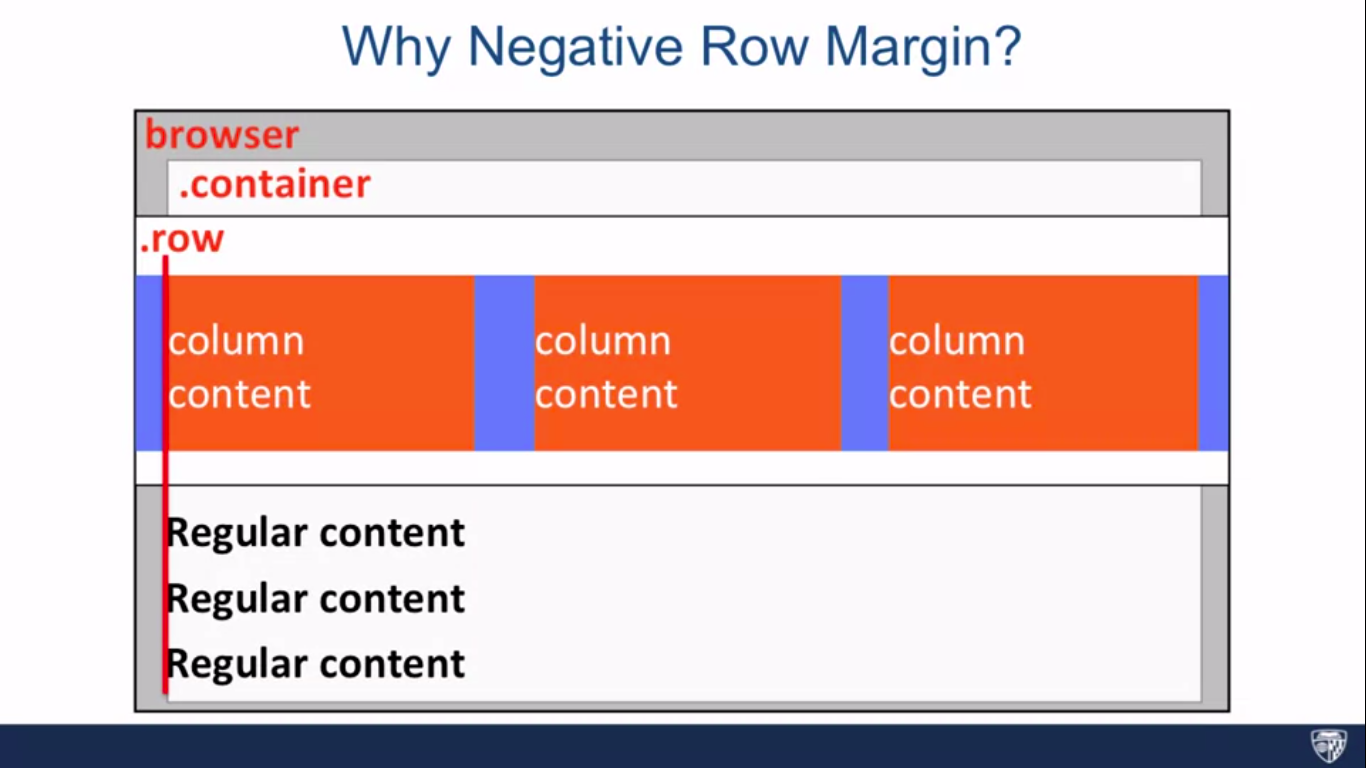 Why Negative Row Margin?
browser
.container
.row
column
content
column
content
column
content
Regular content
Regular content
Regular content